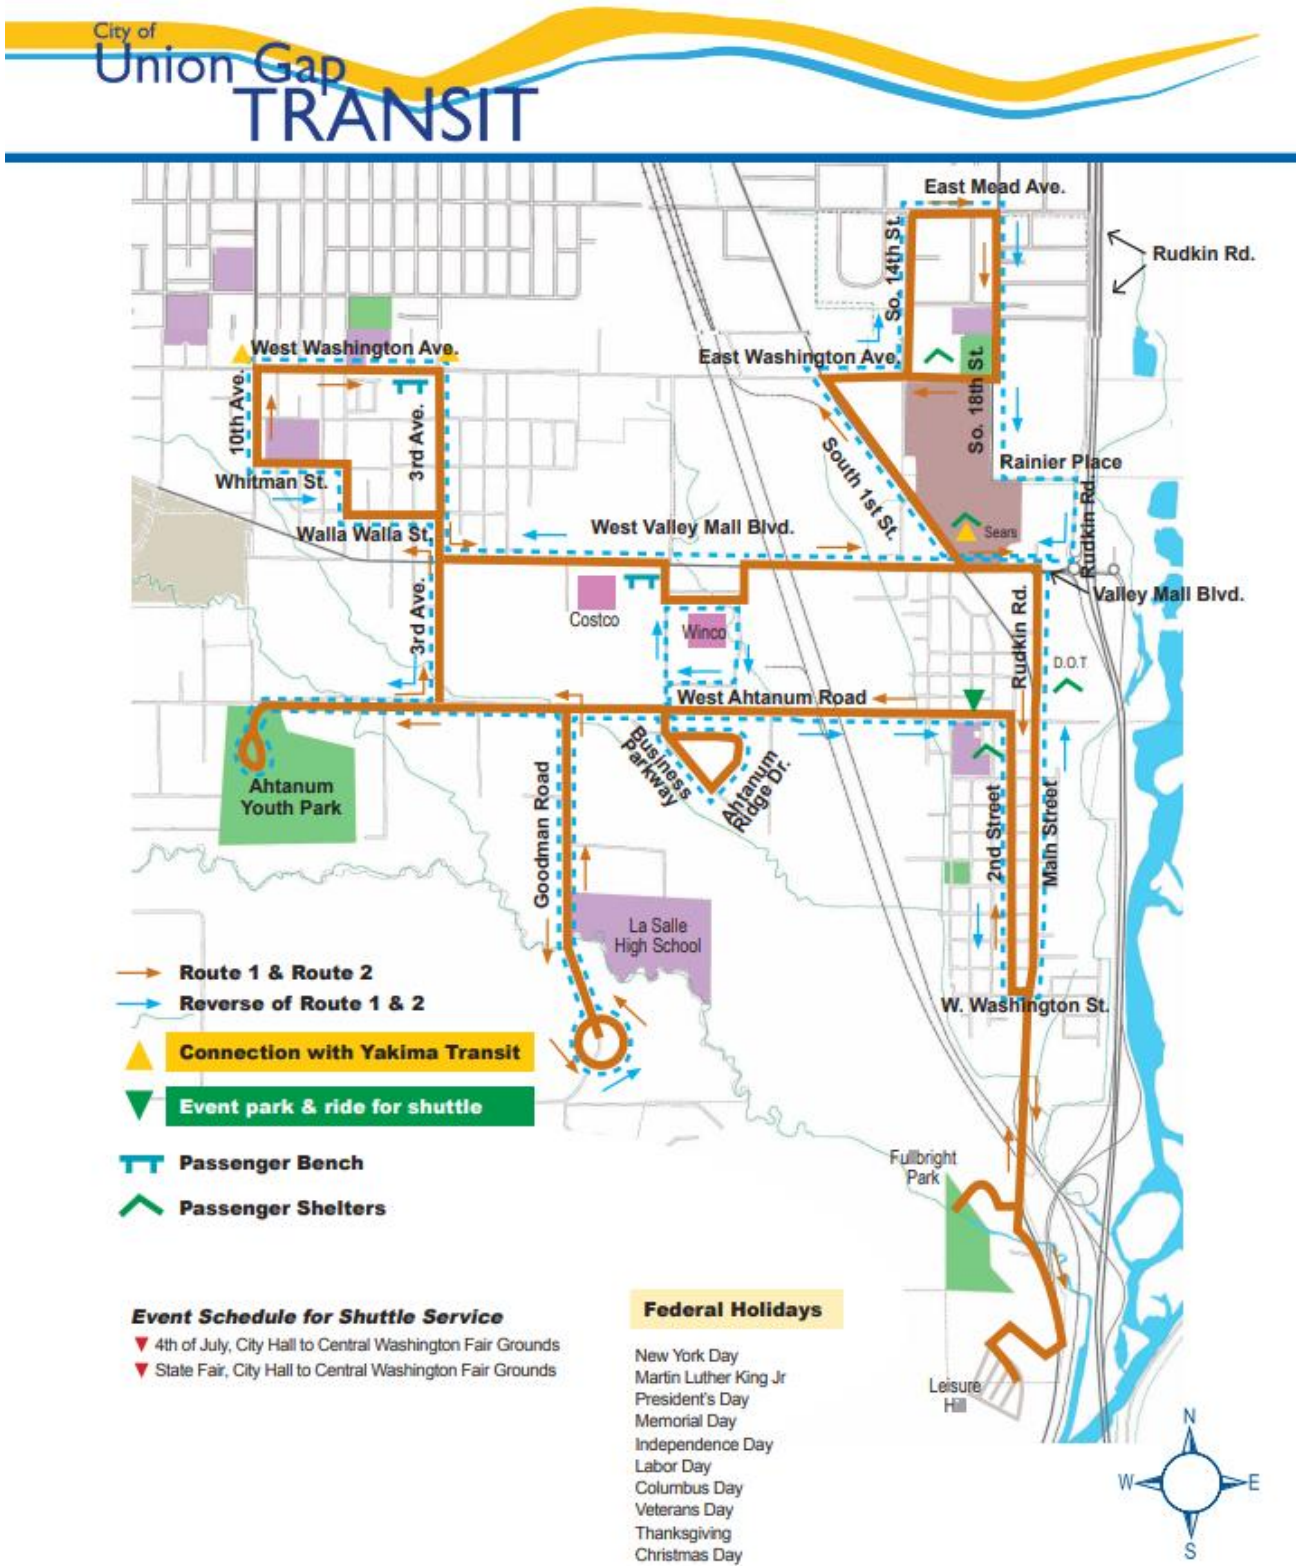 City of
Union Gap
TRANSIT
East Mead Ave.
Rudkin Rd.
So. 14th St.
West Washington Ave.
East Washington Ave.
10th Ave.
3rd Ave.
So. 18th St.
South 1st St.
Rainier Place
Whitman St.
Walla Walla St.
West Valley Mall Blvd.
Sears
Rudkin Rd.
Valley Mall Blvd.
3rd Ave.
Costco
Winco
Rudkin Rd.
D.O.T
West Ahtanum Road
Business
Parkway
Ahtanum
Ridge Dr.
Ahtanum
Youth Park
Goodman Road
2nd Street
Main Street
La Salle
High School
W. Washington St.
Route 1 & Route 2
Reverse of Route 1 & 2
Connection with Yakima Transit
Event park & ride for shuttle
Passenger Bench
Passenger Shelters
Fullbright
Park
Leisure
Hill
Event Schedule for Shuttle Service
4th of July, City Hall to Central Washington Fair Grounds
State Fair, City Hall to Central Washington Fair Grounds
Federal Holidays
New York Day
Martin Luther King Jr
President's Day
Memorial Day
Independence Day
Labor Day
Columbus Day
Veterans Day
Thanksgiving
Christmas Day
N
W
E
S